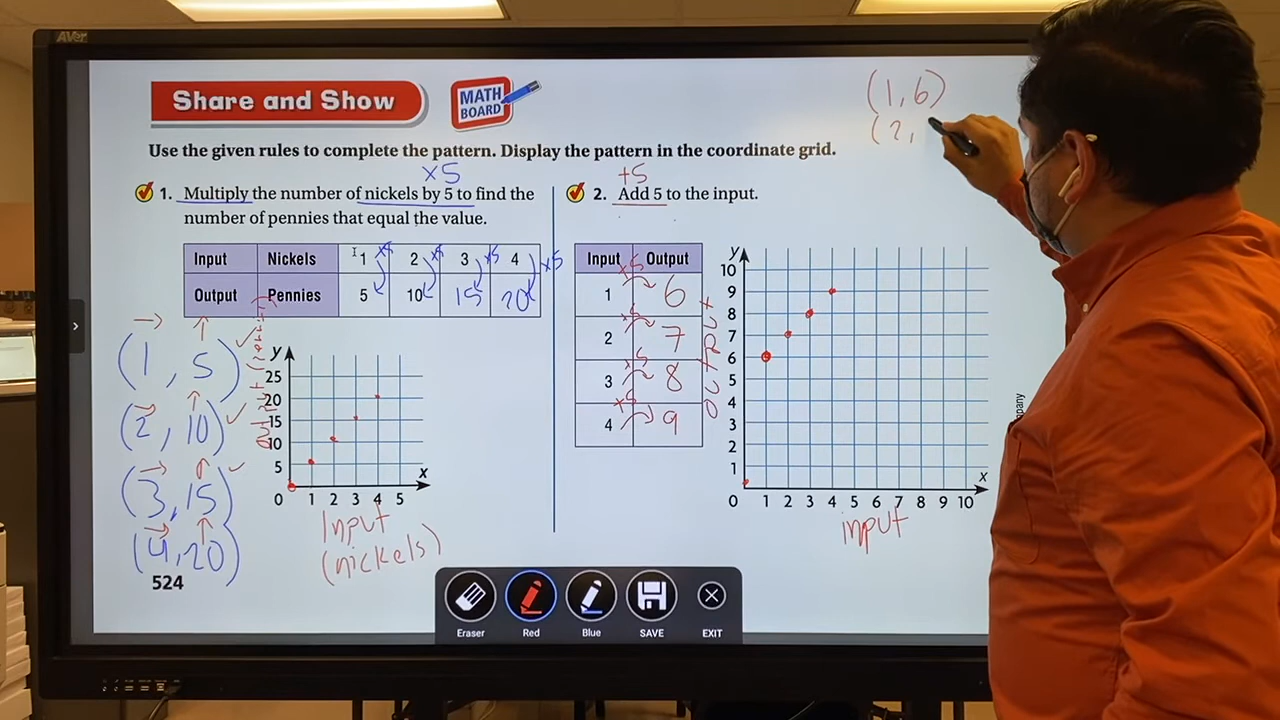 AVer
Share and Show
MATH BOARD
(1,6)
(2,
Use the given rules to complete the pattern. Display the pattern in the coordinate grid.
×5
1. Multiply the number of nickels by 5 to find the
number of pennies that equal the value.
Input Nickels 1 2 3 4
×5 ×5 ×5 ×5
Output Pennies 5 10 15 20
(1, 5)
(2, 10)
(3,15)
(4,20)
y
25
20
15
10
5
0 1 2 3 4 5
x
Input
(nickels)
524
+5
2. Add 5 to the input.
Input Output
1 6
2 7
3 8
4 9
output
y
10
9
8
7
6
5
4
3
2
1
0 1 2 3 4 5 6 7 8 9 10
x
input
pany
Eraser Red Blue SAVE EXIT